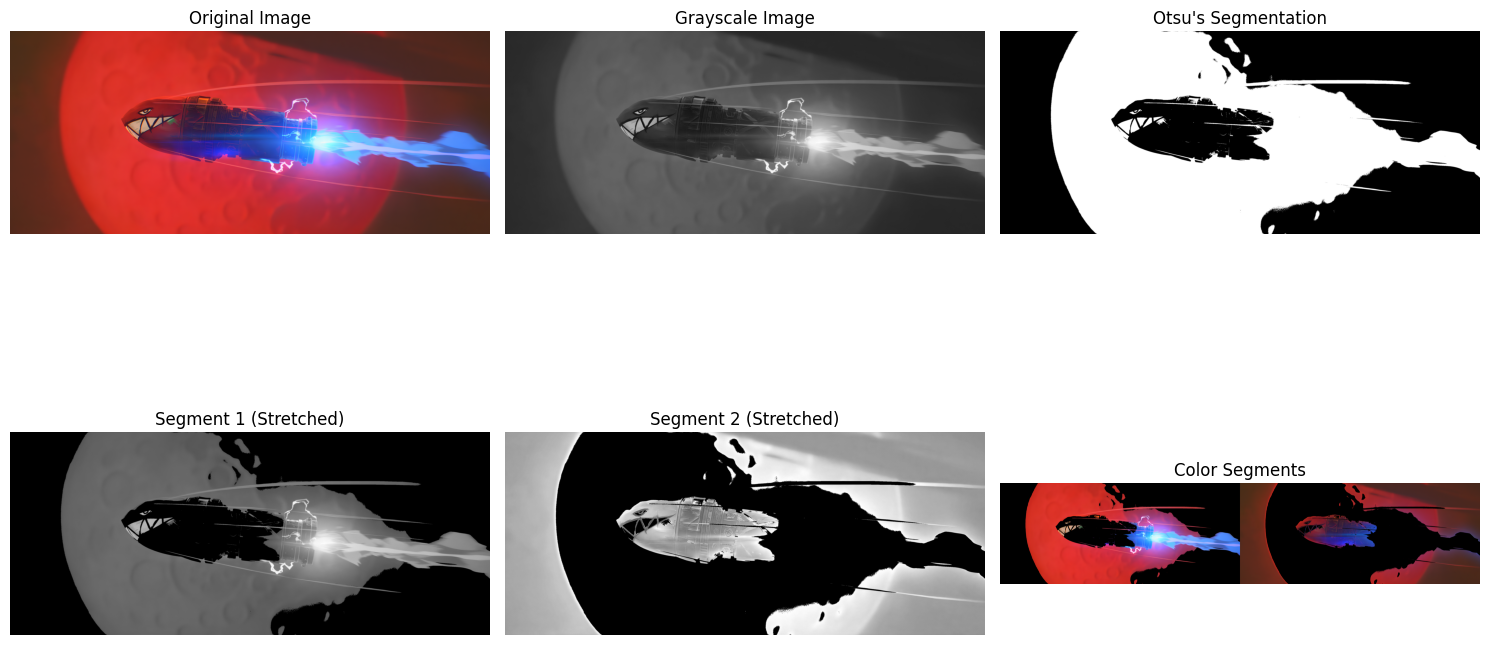 Original Image
Grayscale Image
Otsu's Segmentation
Segment 1 (Stretched)
Segment 2 (Stretched)
Color Segments